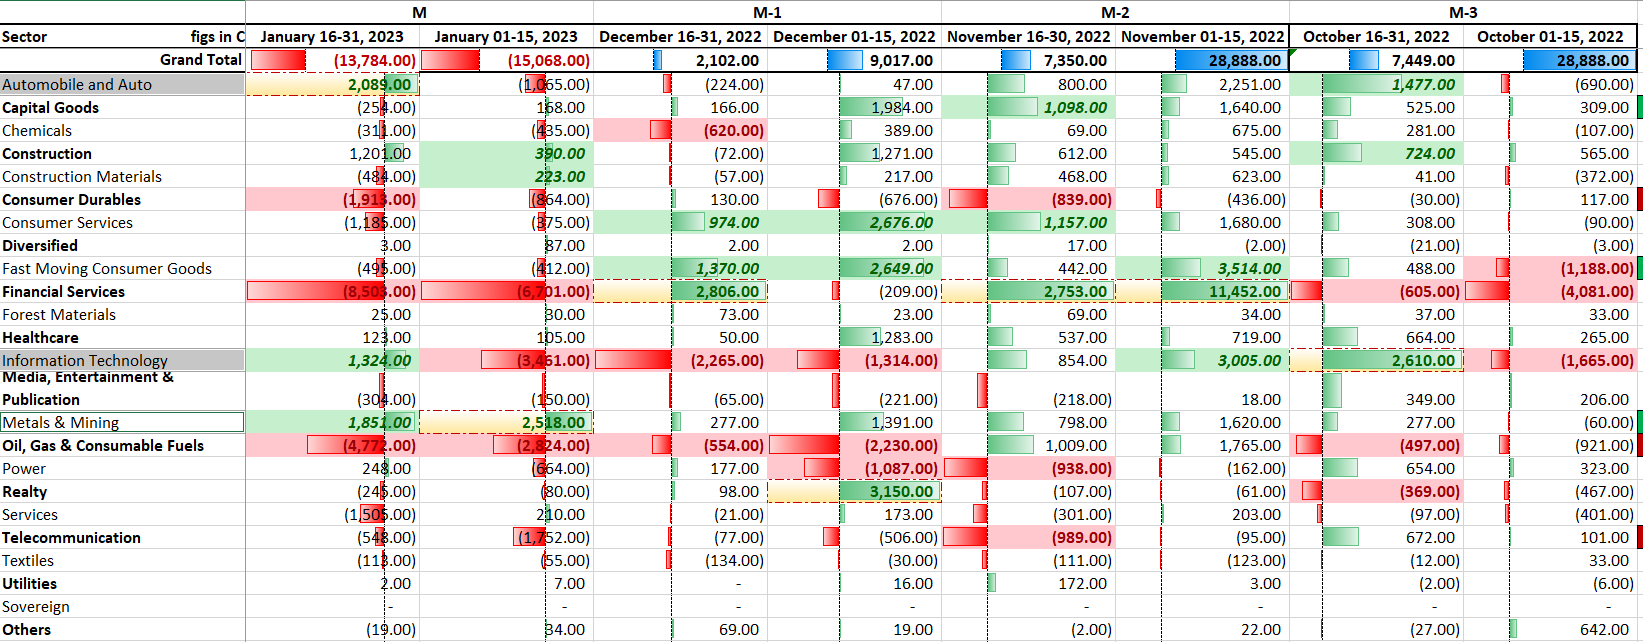 M M-1 M-2 M-3
Sector figs in C January 16-31, 2023 January 01-15, 2023 December 16-31, 2022 December 01-15, 2022 November 16-30, 2022 November 01-15, 2022 October 16-31, 2022 October 01-15, 2022
Grand Total (13,784.00) (15,068.00) 2,102.00 9,017.00 7,350.00 28,888.00 7,449.00 28,888.00
Automobile and Auto 2,089.00 (1,065.00) (224.00) 47.00 800.00 2,251.00 1,477.00 (690.00)
Capital Goods (254.00) 168.00 166.00 1,984.00 1,098.00 1,640.00 525.00 309.00
Chemicals (311.00) (435.00) (620.00) 389.00 69.00 675.00 281.00 (107.00)
Construction 1,201.00 390.00 (72.00) 1,271.00 612.00 545.00 724.00 565.00
Construction Materials (484.00) 223.00 (57.00) 217.00 468.00 623.00 41.00 (372.00)
Consumer Durables (1,913.00) (864.00) 130.00 (676.00) (839.00) (436.00) (30.00) 117.00
Consumer Services (1,185.00) (375.00) 974.00 2,676.00 1,157.00 1,680.00 308.00 (90.00)
Diversified 3.00 87.00 2.00 2.00 17.00 (2.00) (21.00) (3.00)
Fast Moving Consumer Goods (495.00) (412.00) 1,370.00 2,649.00 442.00 3,514.00 488.00 (1,188.00)
Financial Services (8,503.00) (6,701.00) 2,806.00 (209.00) 2,753.00 11,452.00 (605.00) (4,081.00)
Forest Materials 25.00 30.00 73.00 23.00 69.00 34.00 37.00 33.00
Healthcare 123.00 105.00 50.00 1,283.00 537.00 719.00 664.00 265.00
Information Technology 1,324.00 (3,461.00) (2,265.00) (1,314.00) 854.00 3,005.00 2,610.00 (1,665.00)
Media, Entertainment &
Publication (304.00) (150.00) (65.00) (221.00) (218.00) 18.00 349.00 206.00
Metals & Mining 1,851.00 2,518.00 277.00 1,391.00 798.00 1,620.00 277.00 (60.00)
Oil, Gas & Consumable Fuels (4,772.00) (2,824.00) (554.00) (2,230.00) 1,009.00 1,765.00 (497.00) (921.00)
Power 248.00 (664.00) 177.00 (1,087.00) (938.00) (162.00) 654.00 323.00
Realty (245.00) (80.00) 98.00 3,150.00 (107.00) (61.00) (369.00) (467.00)
Services (1,505.00) 210.00 (21.00) 173.00 (301.00) 203.00 (97.00) (401.00)
Telecommunication (548.00) (1,752.00) (77.00) (506.00) (989.00) (95.00) 672.00 101.00
Textiles (113.00) (55.00) (134.00) (30.00) (111.00) (123.00) (12.00) 33.00
Utilities 2.00 7.00 - 16.00 172.00 3.00 (2.00) (6.00)
Sovereign - - - - - - - -
Others (19.00) 34.00 69.00 19.00 (2.00) 22.00 (27.00) 642.00